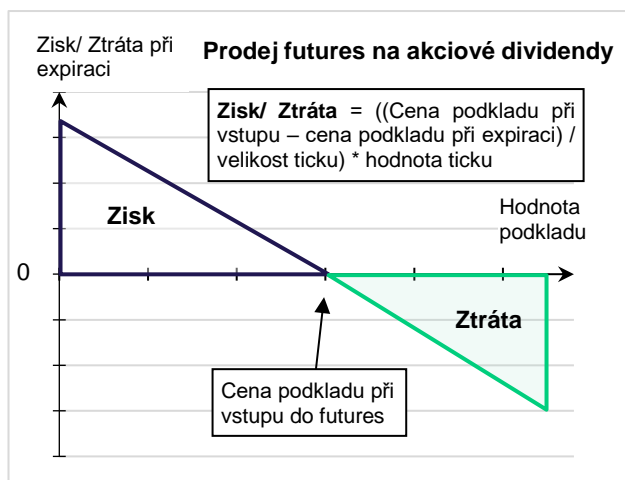 Zisk/ Ztráta při
expiraci
Prodej futures na akciové dividendy
Zisk/ Ztráta = ((Cena podkladu při
vstupu – cena podkladu při expiraci) /
velikost ticku) * hodnota ticku
Hodnota
podkladu
Zisk
0
Ztráta
Cena podkladu při
vstupu do futures